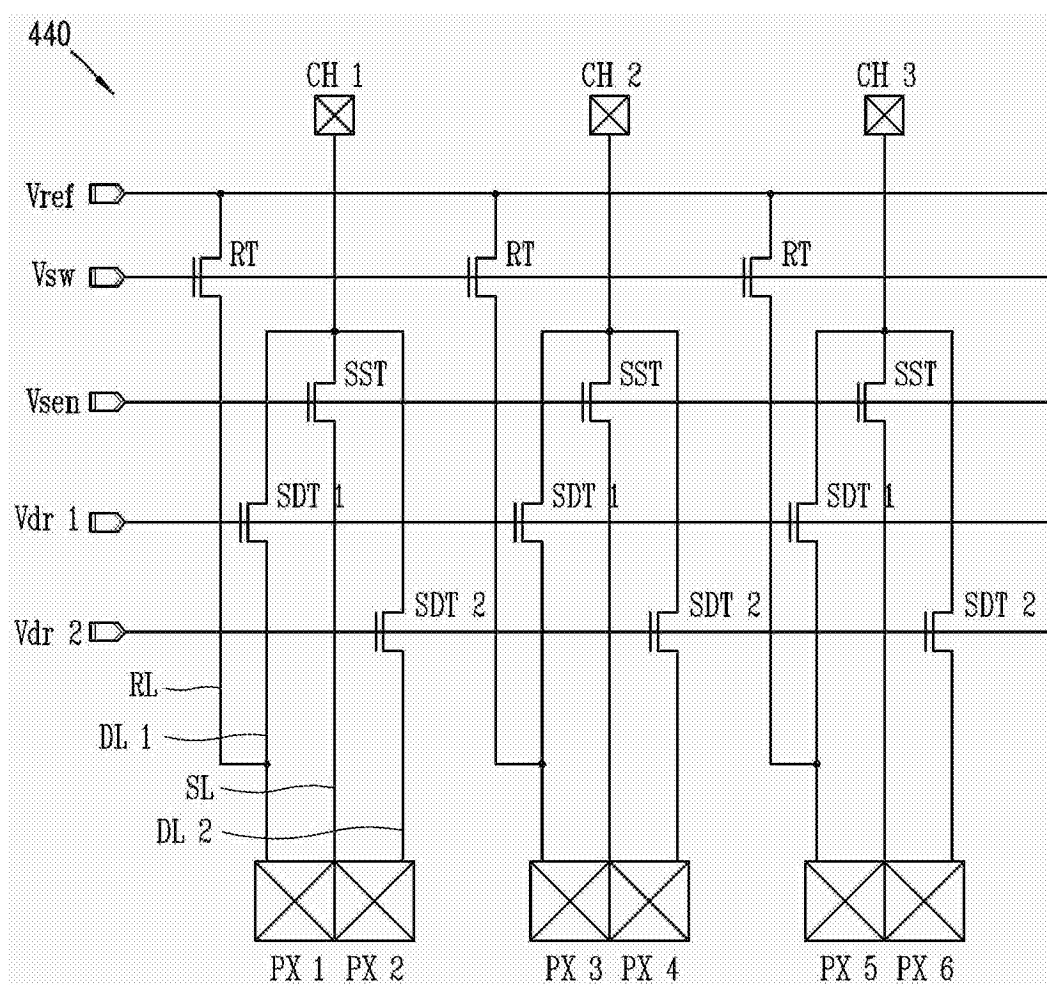 440
CH 1 CH 2 CH 3
Vref
RT RT RT
Vsw
SST SST SST
Vsen
SDT 1 SDT 1 SDT 1
Vdr 1
SDT 2 SDT 2 SDT 2
Vdr 2
RL
DL 1
SL
DL 2
PX 1 PX 2 PX 3 PX 4 PX 5 PX 6